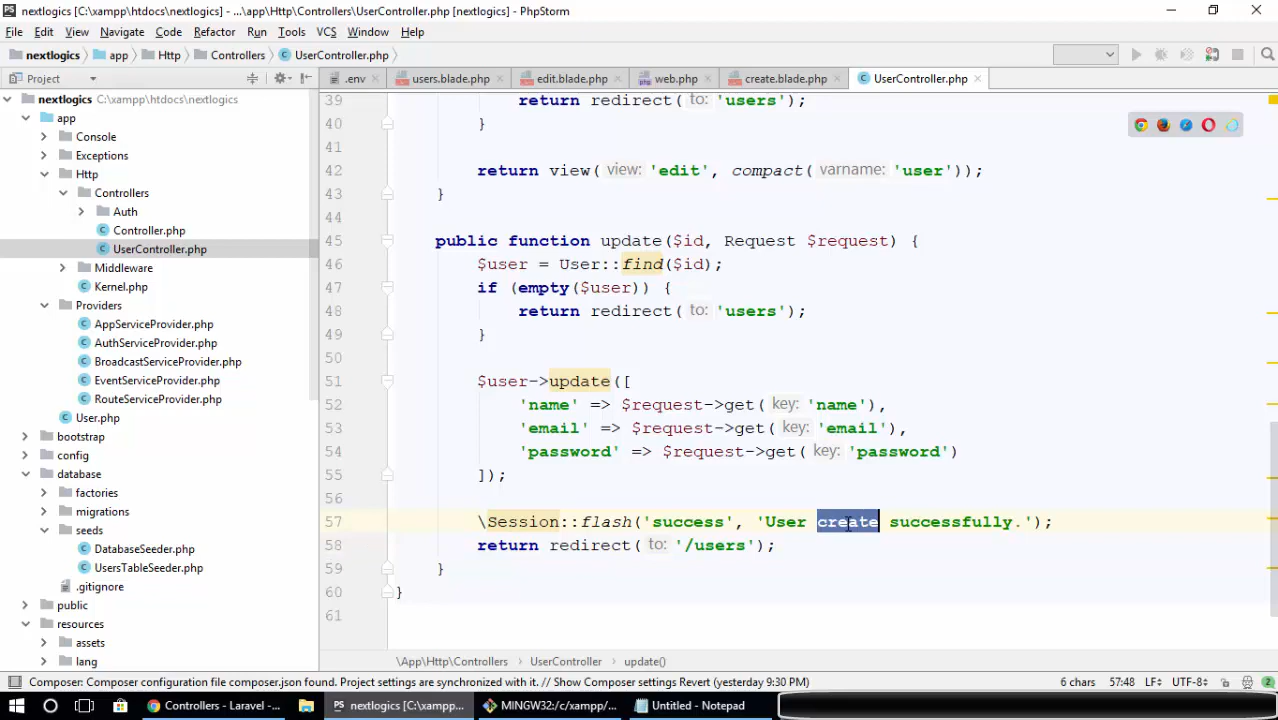 nextlogics [C:\xampp\htdocs\nextlogics] - ...\app\Http\Controllers\UserController.php [nextlogics] - PhpStorm
File Edit View Navigate Code Refactor Run Tools VCS Window Help
nextlogics app Http Controllers UserController.php
Project
.env users.blade.php edit.blade.php web.php create.blade.php UserController.php
nextlogics C:\xampp\htdocs\nextlogics
app
Console
Exceptions
Http
Controllers
Auth
Controller.php
UserController.php
Middleware
Kernel.php
Providers
AppServiceProvider.php
AuthServiceProvider.php
BroadcastServiceProvider.php
EventServiceProvider.php
RouteServiceProvider.php
User.php
bootstrap
config
database
factories
migrations
seeds
DatabaseSeeder.php
UsersTableSeeder.php
.gitignore
public
resources
assets
lang
39 return redirect( to: 'users');
40 }
41
42 return view( view: 'edit', compact( varname: 'user'));
43 }
44
45 public function update($id, Request $request) {
46 $user = User::find($id);
47 if (empty($user)) {
48 return redirect( to: 'users');
49 }
50
51 $user->update([
52 'name' => $request->get( key: 'name'),
53 'email' => $request->get( key: 'email'),
54 'password' => $request->get( key: 'password')
55 ]);
56
57 \Session::flash('success', 'User create successfully.');
58 return redirect( to: '/users');
59 }
60 }
61
\App\Http\Controllers UserController update()
Composer: Composer configuration file composer.json found. Project settings are synchronized with it. // Show Composer settings Revert (yesterday 9:30 PM) 6 chars 57:48 LF÷ UTF-8÷ 2
Controllers - Laravel -... nextlogics [C:\xampp... MINGW32:/c/xampp/... Untitled - Notepad